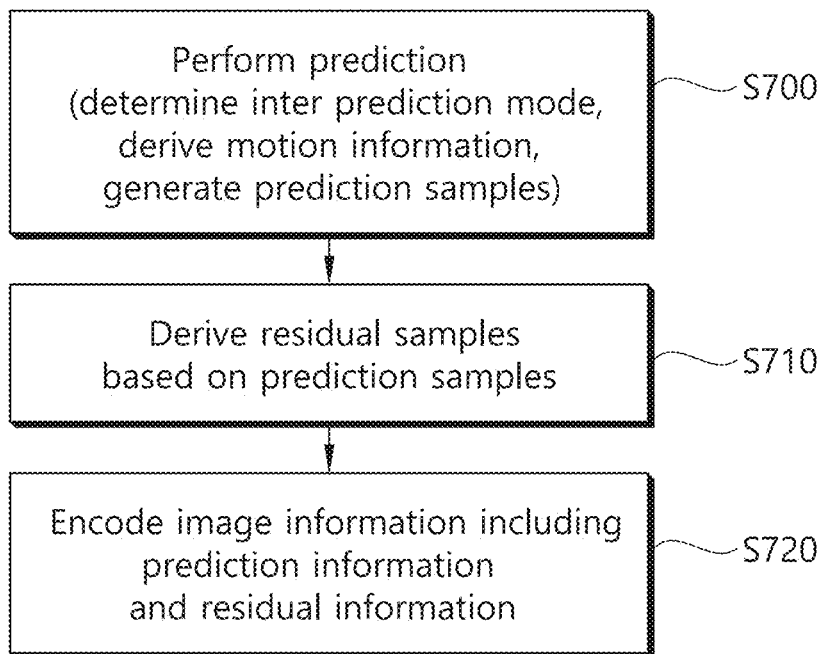 Perform prediction
(determine inter prediction mode,
derive motion information,
generate prediction samples)
S700
Derive residual samples
based on prediction samples
S710
Encode image information including
prediction information
and residual information
S720